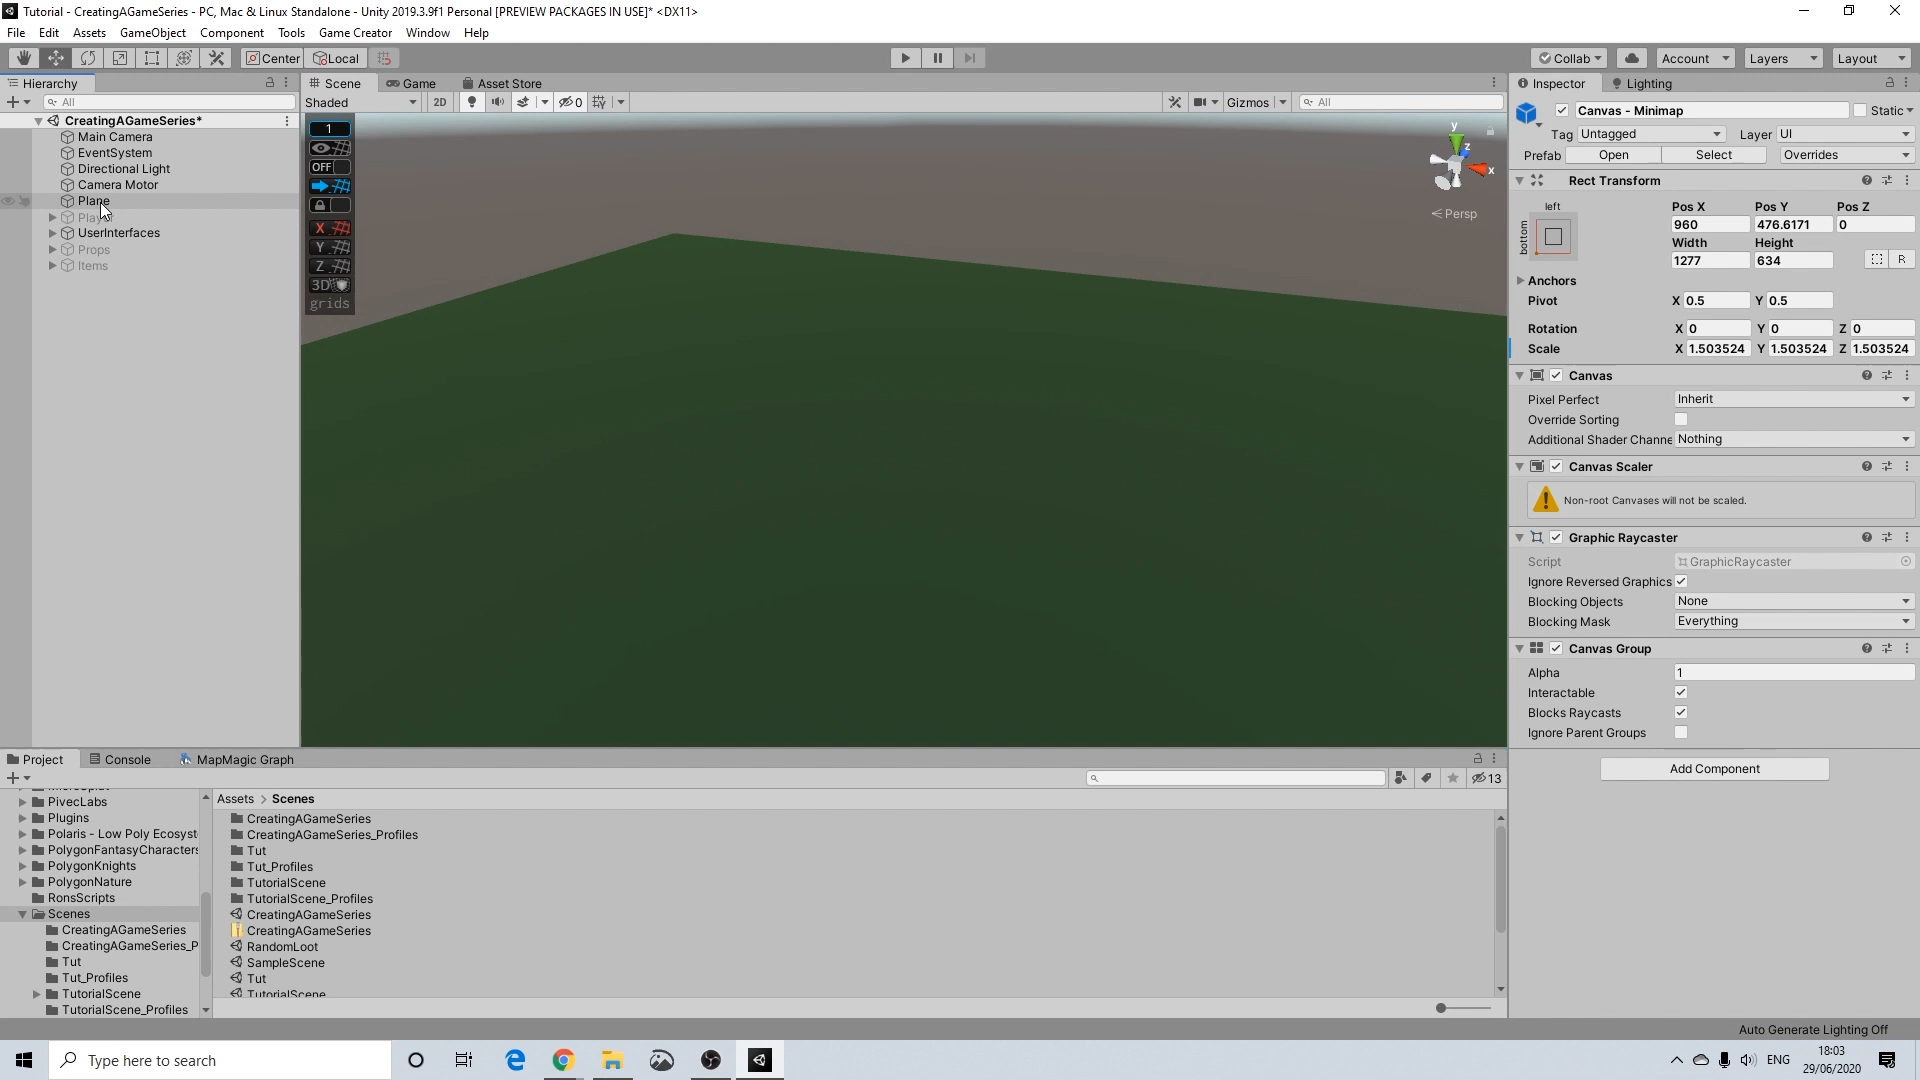 Tutorial - CreatingAGameSeries - PC, Mac & Linux Standalone - Unity 2019.3.9f1 Personal [PREVIEW PACKAGES IN USE]* <DX11>
File Edit Assets GameObject Component Tools Game Creator Window Help
Center Local Collab Account Layers Layout
Hierarchy
All
CreatingAGameSeries*
Main Camera
EventSystem
Directional Light
Camera Motor
Plane
Player
UserInterfaces
Props
Items
Scene Game Asset Store
Shaded 2D 0 Gizmos All
1
OFF
X
Y
Z
3D
grids
y
z
x
Persp
Inspector Lighting
Canvas - Minimap Static
Tag Untagged Layer UI
Prefab Open Select Overrides
Rect Transform
left
bottom
Pos X Pos Y Pos Z
960 476.6171 0
Width Height
1277 634 R
Anchors
Pivot X 0.5 Y 0.5
Rotation X 0 Y 0 Z 0
Scale X 1.503524 Y 1.503524 Z 1.503524
Canvas
Pixel Perfect Inherit
Override Sorting
Additional Shader Channe Nothing
Canvas Scaler
Non-root Canvases will not be scaled.
Graphic Raycaster
Script GraphicRaycaster
Ignore Reversed Graphics
Blocking Objects None
Blocking Mask Everything
Canvas Group
Alpha 1
Interactable
Blocks Raycasts
Ignore Parent Groups
Add Component
Project Console MapMagic Graph
13
PivecLabs
Plugins
Polaris - Low Poly Ecosyst
PolygonFantasyCharacters
PolygonKnights
PolygonNature
RonsScripts
Scenes
CreatingAGameSeries
CreatingAGameSeries_P
Tut
Tut_Profiles
TutorialScene
TutorialScene_Profiles
Assets > Scenes
CreatingAGameSeries
CreatingAGameSeries_Profiles
Tut
Tut_Profiles
TutorialScene
TutorialScene_Profiles
CreatingAGameSeries
CreatingAGameSeries
RandomLoot
SampleScene
Tut
TutorialScene
Auto Generate Lighting Off
Type here to search
ENG
18:03
29/06/2020